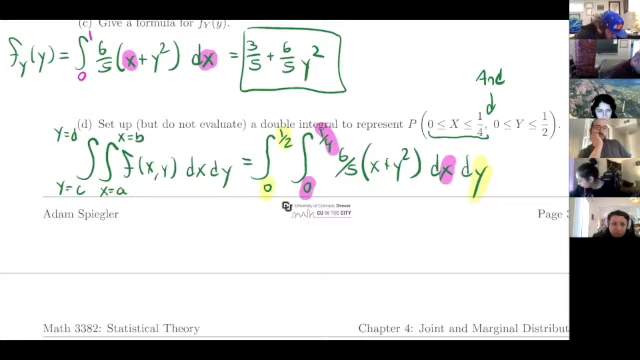 (c) Give a formula for f_Y(y).
f_Y(y) = ∫_0^1 6/5 (x + y²) dx = 3/5 + 6/5 y²
And
(d) Set up (but do not evaluate) a double integral to represent P(0 ≤ X ≤ 1/4, 0 ≤ Y ≤ 1/2).
∫_{y=c}^{y=d} ∫_{x=a}^{x=b} f(x,y) dx dy = ∫_0^{1/2} ∫_0^{1/4} 6/5 (x + y²) dx dy
Adam Spiegler
University of Colorado Denver
CU IN THE CITY
Page 3
Math 3382: Statistical Theory
Chapter 4: Joint and Marginal Distribut